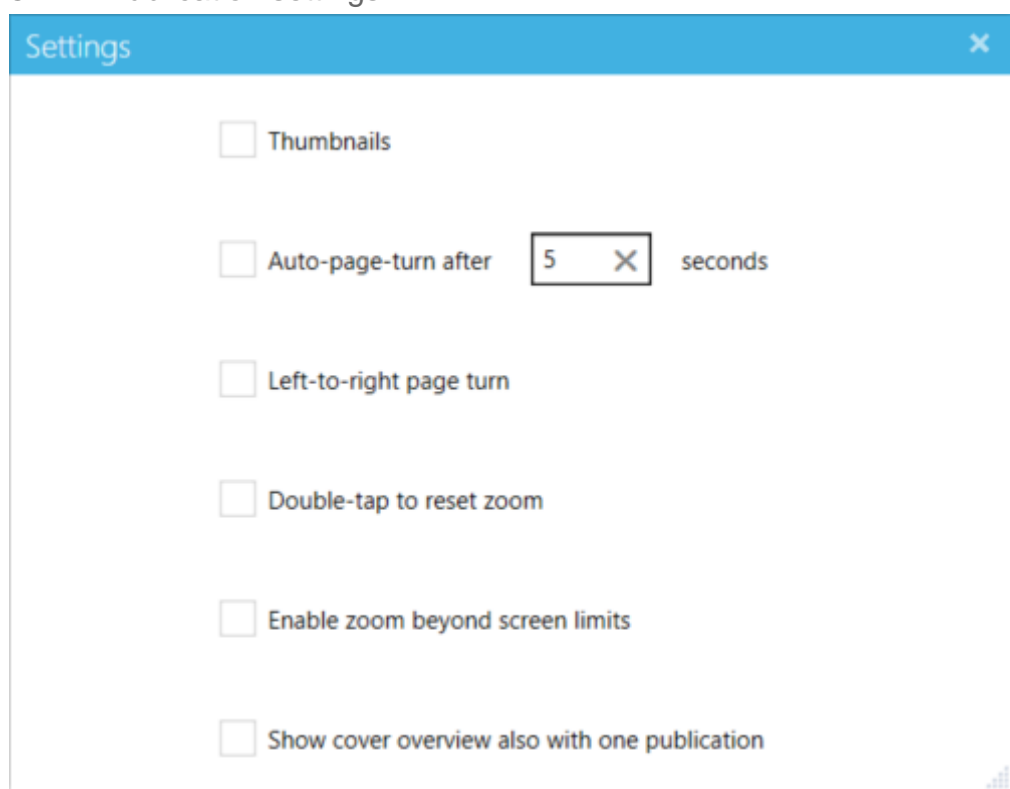 Settings
Thumbnails
Auto-page-turn after 5 seconds
Left-to-right page turn
Double-tap to reset zoom
Enable zoom beyond screen limits
Show cover overview also with one publication